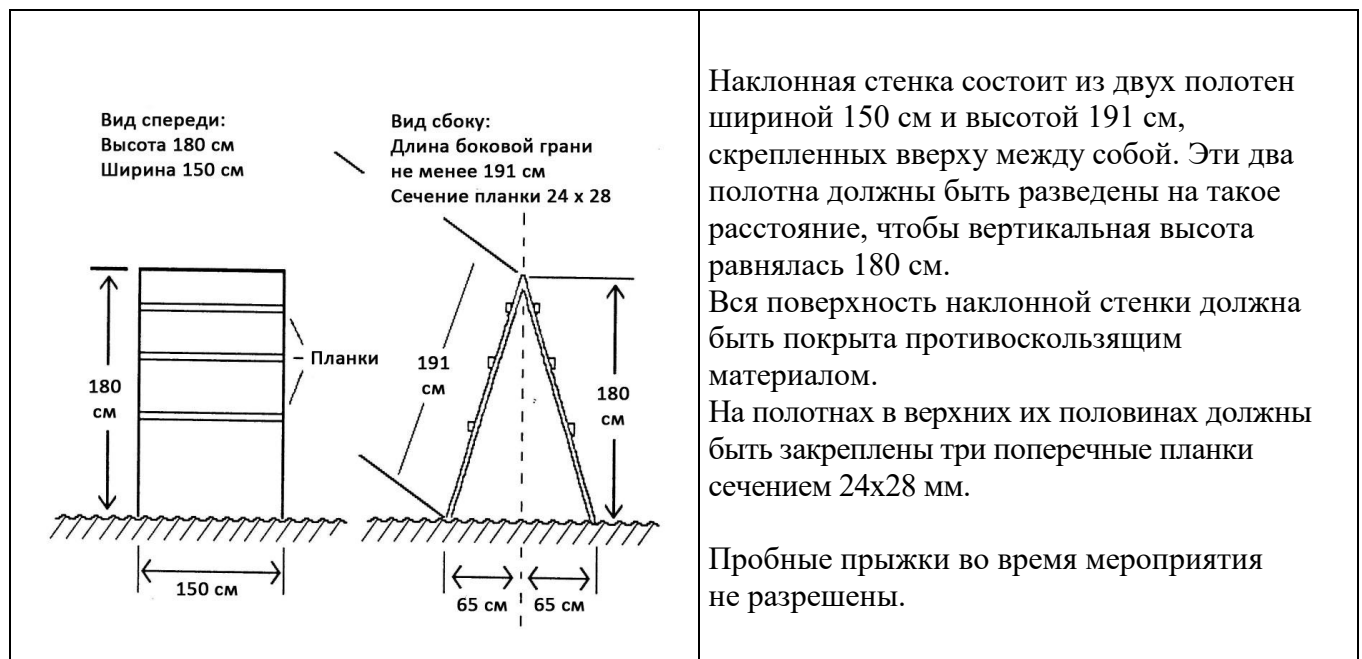 Вид спереди:
Высота 180 см
Ширина 150 см
Вид сбоку:
Длина боковой грани
не менее 191 см
Сечение планки 24 х 28
Планки
180
см
191
см
180
см
150 см
65 см
65 см
Наклонная стенка состоит из двух полотен
шириной 150 см и высотой 191 см,
скрепленных вверху между собой. Эти два
полотна должны быть разведены на такое
расстояние, чтобы вертикальная высота
равнялась 180 см.
Вся поверхность наклонной стенки должна
быть покрыта противоскользящим
материалом.
На полотнах в верхних их половинах должны
быть закреплены три поперечные планки
сечением 24х28 мм.
Пробные прыжки во время мероприятия
не разрешены.